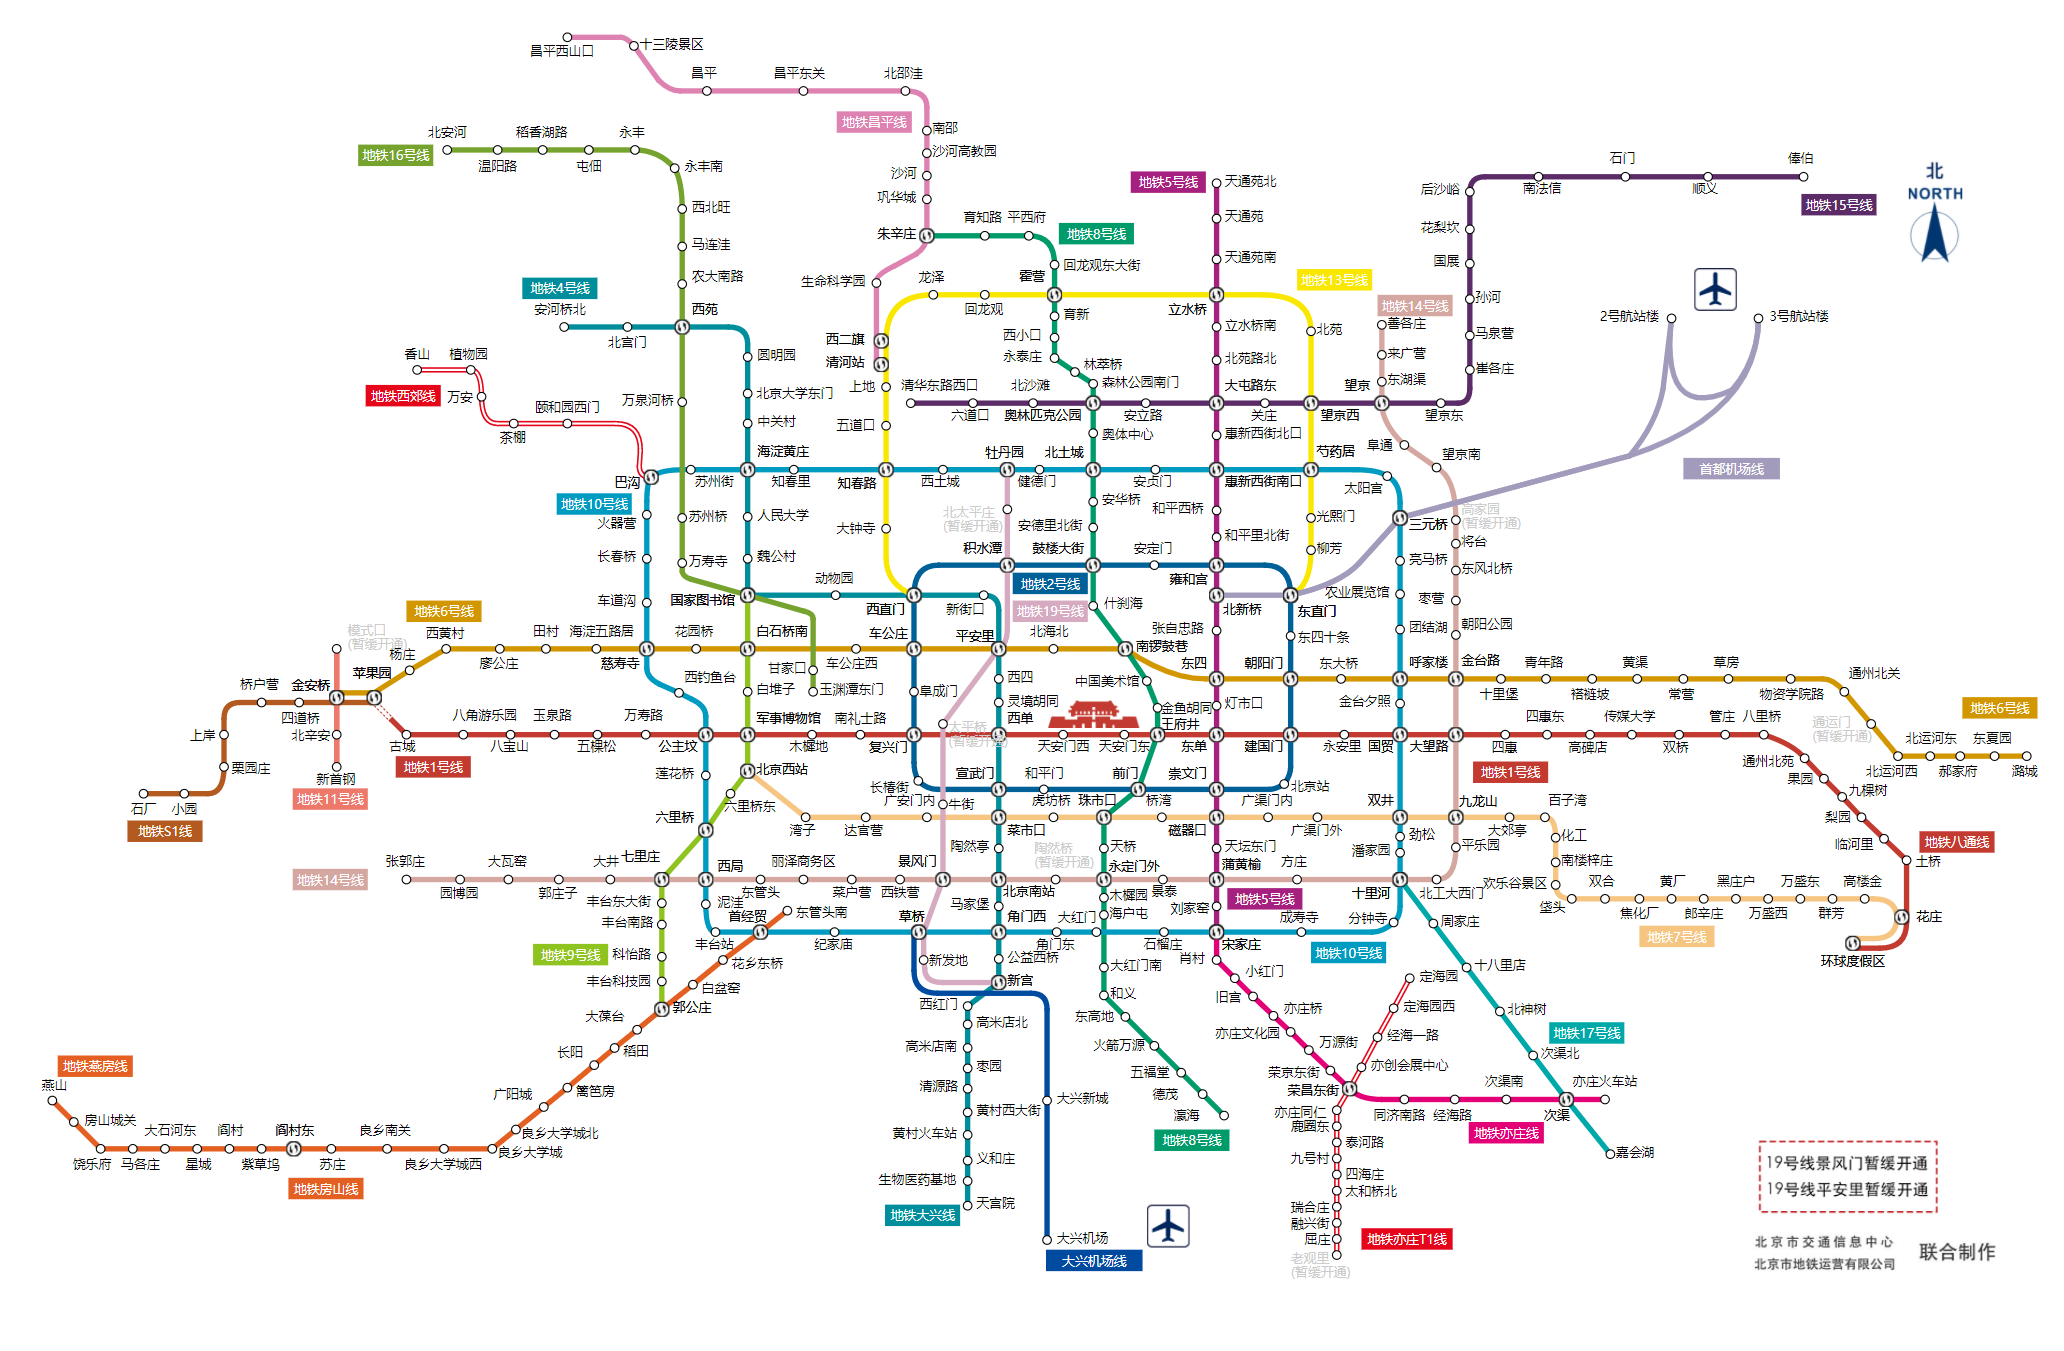 昌平西山口
十三陵景区
昌平
昌平东关
北邵洼
地铁昌平线
南邵
沙河高教园
沙河
巩华城
朱辛庄
育知路
平西府
地铁8号线
生命科学园
龙泽
回龙观
霍营
回龙观东大街
西二旗
清河站
育新
西小口
永泰庄
林萃桥
森林公园南门
上地
五道口
地铁16号线
北安河
温阳路
稻香湖路
屯佃
永丰
永丰南
西北旺
马连洼
农大南路
西苑
地铁4号线
安河桥北
北宫门
圆明园
北京大学东门
中关村
万泉河桥
香山
植物园
地铁西郊线
万安
颐和园西门
茶棚
巴沟
地铁5号线
天通苑北
天通苑
天通苑南
地铁13号线
立水桥
立水桥南
北苑路北
北苑
地铁14号线
善各庄
来广营
东湖渠
后沙峪
花梨坎
国展
孙河
马泉营
崔各庄
石门
南法信
顺义
俸伯
地铁15号线
北
NORTH
2号航站楼
3号航站楼
首都机场线
清华东路西口
六道口
北沙滩
奥林匹克公园
安立路
大屯路东
关庄
望京西
望京
望京东
奥体中心
惠新西街北口
阜通
望京南
海淀黄庄
苏州街
知春里
知春路
西土城
牡丹园
健德门
北土城
安贞门
惠新西街南口
芍药居
太阳宫
三元桥
地铁10号线
火器营
长春桥
车道沟
苏州桥
万寿寺
人民大学
魏公村
国家图书馆
动物园
大钟寺
北太平庄
(暂缓开通)
安华桥
安德里北街
和平西桥
和平里北街
光熙门
柳芳
高家园
(暂缓开通)
将台
东风北桥
亮马桥
农业展览馆
枣营
团结湖
朝阳公园
积水潭
鼓楼大街
安定门
雍和宫
地铁2号线
地铁19号线
西直门
新街口
什刹海
北新桥
东直门
张自忠路
东四十条
地铁6号线
模式口
(暂缓开通)
西黄村
杨庄
廖公庄
田村
海淀五路居
慈寿寺
花园桥
白石桥南
车公庄西
车公庄
平安里
北海北
南锣鼓巷
东四
朝阳门
东大桥
呼家楼
金台路
十里堡
青年路
褡裢坡
黄渠
常营
草房
物资学院路
通州北关
通运门
(暂缓开通)
北运河西
北运河东
郝家府
东夏园
潞城
地铁6号线
甘家口
玉渊潭东门
西钓鱼台
白堆子
阜成门
西四
灵境胡同
西单
中国美术馆
金鱼胡同
王府井
灯市口
金台夕照
桥户营
金安桥
苹果园
四道桥
北辛安
上岸
栗园庄
石厂
小园
地铁S1线
新首钢
地铁11号线
古城
地铁1号线
八角游乐园
八宝山
玉泉路
五棵松
万寿路
公主坟
军事博物馆
木樨地
南礼士路
复兴门
太平桥
(暂缓开通)
天安门西
天安门东
东单
建国门
永安里
国贸
大望路
四惠
四惠东
高碑店
传媒大学
双桥
管庄
八里桥
通州北苑
果园
九棵树
梨园
临河里
土桥
地铁八通线
地铁1号线
莲花桥
北京西站
六里桥东
六里桥
湾子
达官营
长椿街
广安门内
牛街
宣武门
和平门
前门
崇文门
北京站
虎坊桥
珠市口
桥湾
磁器口
广渠门内
广渠门外
双井
九龙山
大郊亭
百子湾
化工
南楼梓庄
欢乐谷景区
垡头
双合
焦化厂
黄厂
郎辛庄
黑庄户
万盛西
万盛东
群芳
高楼金
花庄
环球度假区
地铁7号线
菜市口
陶然亭
陶然桥
(暂缓开通)
天桥
永定门外
天坛东门
蒲黄榆
方庄
劲松
潘家园
平乐园
北工大西门
十里河
张郭庄
园博园
大瓦窑
郭庄子
大井
七里庄
西局
东管头
丽泽商务区
菜户营
西铁营
景风门
北京南站
景泰
地铁14号线
地铁5号线
丰台东大街
丰台南路
科怡路
丰台科技园
郭公庄
地铁9号线
泥洼
丰台站
首经贸
东管头南
纪家庙
草桥
马家堡
角门西
角门东
大红门
木樨园
海户屯
石榴庄
刘家窑
宋家庄
成寿寺
分钟寺
地铁10号线
花乡东桥
白盆窑
新发地
公益西桥
新宫
大红门南
和义
东高地
火箭万源
五福堂
德茂
瀛海
地铁8号线
肖村
小红门
旧宫
亦庄桥
亦庄文化园
万源街
荣京东街
荣昌东街
同济南路
经海路
次渠南
次渠
亦庄火车站
地铁亦庄线
定海园
定海园西
经海一路
亦创会展中心
亦庄同仁
鹿圈东
泰河路
九号村
四海庄
太和桥北
瑞合庄
融兴街
屈庄
老观里
(暂缓开通)
地铁亦庄T1线
周家庄
十八里店
北神树
次渠北
嘉会湖
地铁17号线
西红门
高米店北
高米店南
枣园
清源路
黄村西大街
黄村火车站
义和庄
生物医药基地
天宫院
地铁大兴线
大兴新城
大兴机场
大兴机场线
大葆台
稻田
长阳
篱笆房
广阳城
良乡大学城北
良乡大学城
良乡大学城西
良乡南关
苏庄
阎村东
紫草坞
阎村
星城
大石河东
马各庄
饶乐府
房山城关
燕山
地铁燕房线
地铁房山线
19号线景风门暂缓开通
19号线平安里暂缓开通
北京市交通信息中心
北京市地铁运营有限公司
联合制作